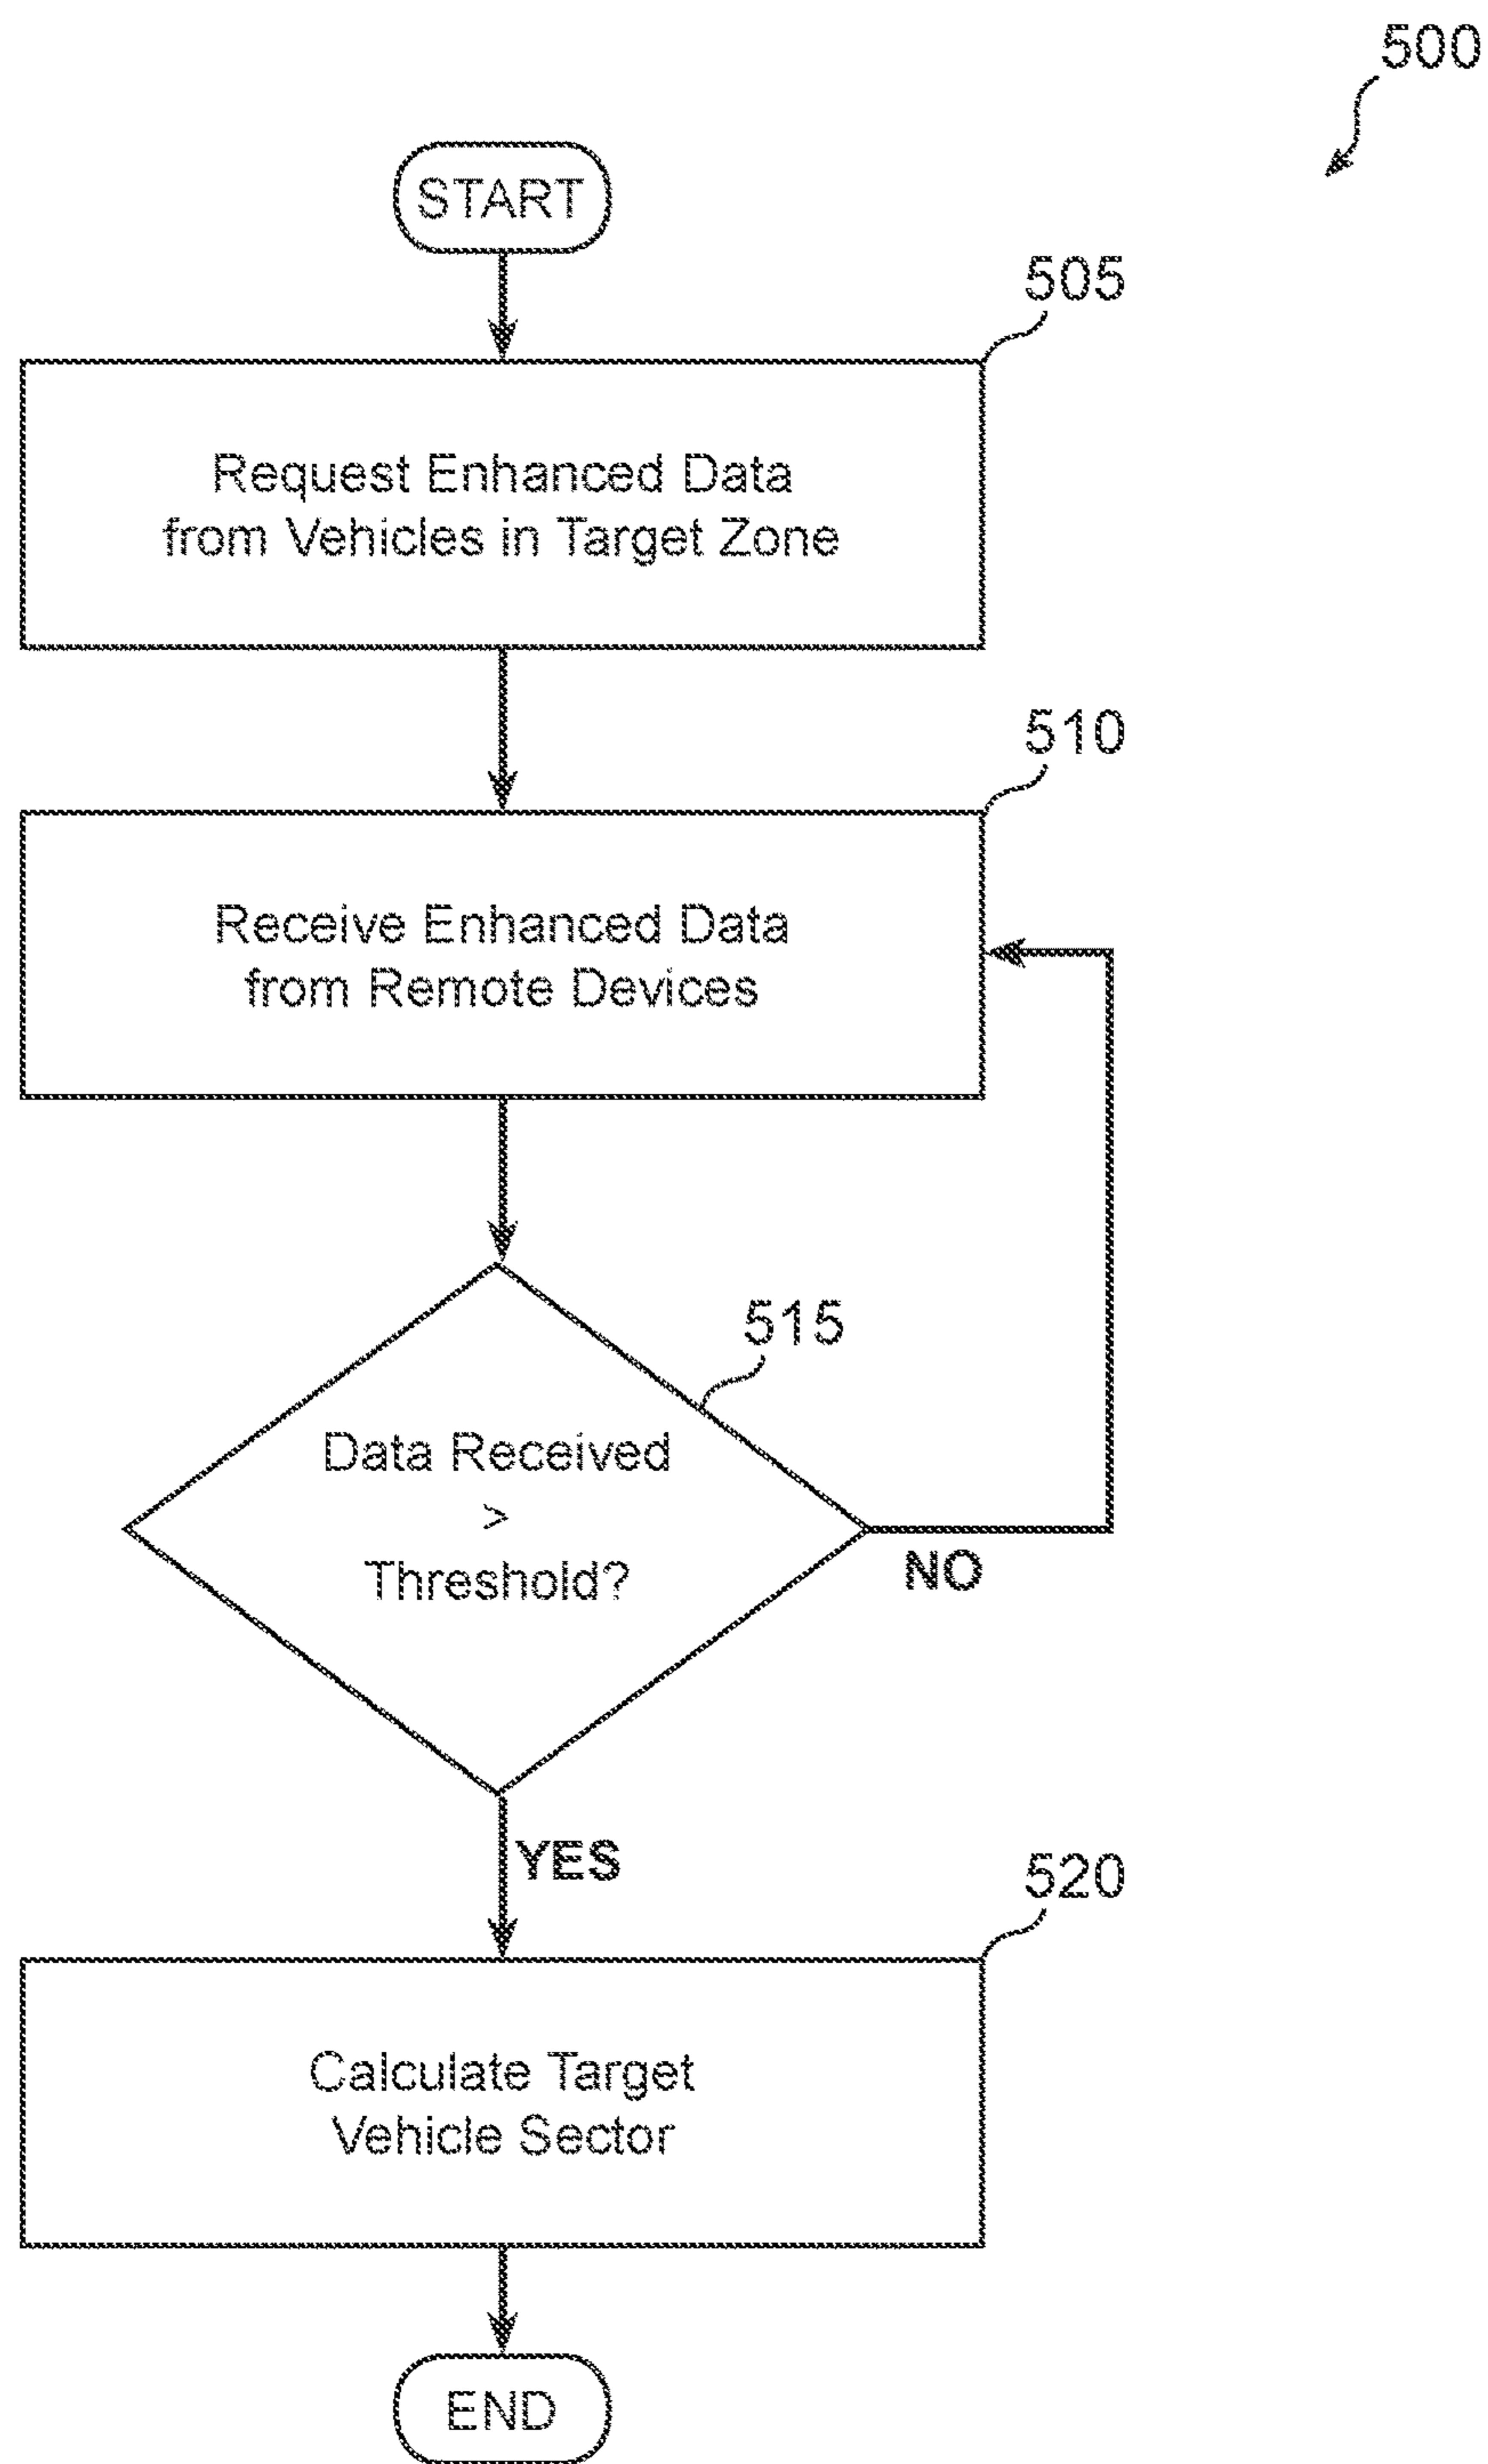 500
START
505
Request Enhanced Data
from Vehicles in Target Zone
510
Receive Enhanced Data
from Remote Devices
515
Data Received
>
Threshold?
NO
YES
520
Calculate Target
Vehicle Sector
END